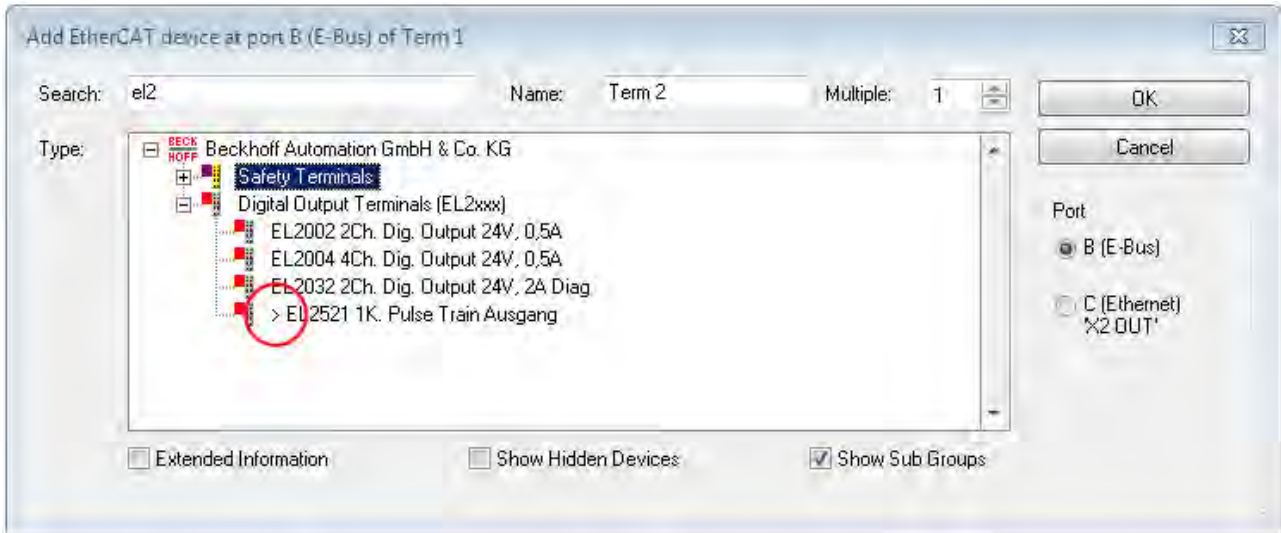 Add EtherCAT device at port B (E-Bus) of Term 1
Search: el2 Name: Term 2 Multiple: 1 OK
Type: BECKHOFF Beckhoff Automation GmbH & Co. KG Cancel
Safety Terminals
Digital Output Terminals (EL2xxx)
EL2002 2Ch. Dig. Output 24V, 0,5A
EL2004 4Ch. Dig. Output 24V, 0,5A
EL2032 2Ch. Dig. Output 24V, 2A Diag
> EL2521 1K. Pulse Train Ausgang
Port
B (E-Bus)
C (Ethernet)
'X2 OUT'
Extended Information Show Hidden Devices Show Sub Groups